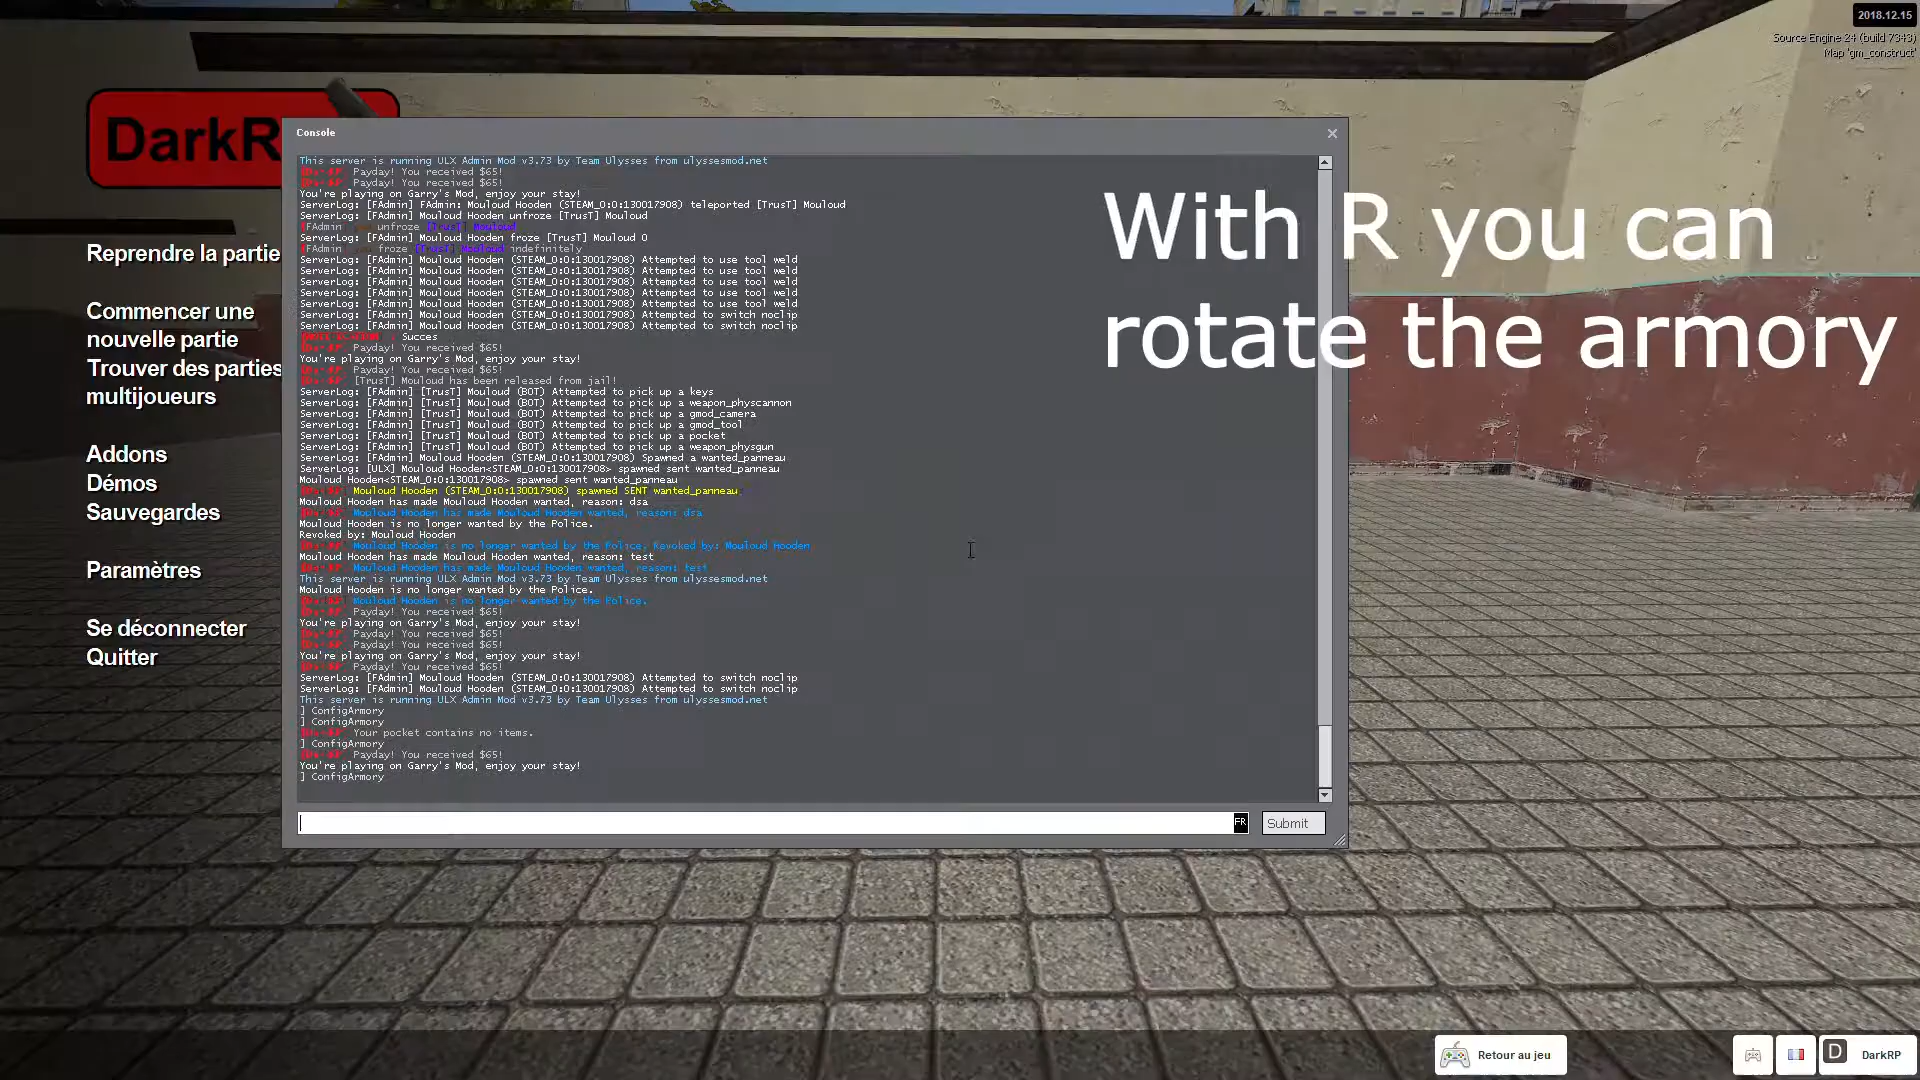 2018.12.15
Source Engine 24 (build 7343)
Map 'gm_construct'
DarkR
With R you can
rotate the armory
Reprendre la partie
Commencer une
nouvelle partie
Trouver des parties
multijoueurs
Addons
Démos
Sauvegardes
Paramètres
Se déconnecter
Quitter
Console
This server is running ULX Admin Mod v3.73 by Team Ulysses from ulyssesmod.net
Payday! You received $65!
Payday! You received $65!
You're playing on Garry's Mod, enjoy your stay!
ServerLog: [FAdmin] FAdmin: Mouloud Hooden (STEAM_0:0:130017908) teleported [TrusT] Mouloud
ServerLog: [FAdmin] Mouloud Hooden unfroze [TrusT] Mouloud
FAdmin unfroze [TrusT] Mouloud
ServerLog: [FAdmin] Mouloud Hooden froze [TrusT] Mouloud 0
FAdmin froze [TrusT] Mouloud indefinitely
ServerLog: [FAdmin] Mouloud Hooden (STEAM_0:0:130017908) Attempted to use tool weld
ServerLog: [FAdmin] Mouloud Hooden (STEAM_0:0:130017908) Attempted to use tool weld
ServerLog: [FAdmin] Mouloud Hooden (STEAM_0:0:130017908) Attempted to use tool weld
ServerLog: [FAdmin] Mouloud Hooden (STEAM_0:0:130017908) Attempted to use tool weld
ServerLog: [FAdmin] Mouloud Hooden (STEAM_0:0:130017908) Attempted to use tool weld
ServerLog: [FAdmin] Mouloud Hooden (STEAM_0:0:130017908) Attempted to switch noclip
ServerLog: [FAdmin] Mouloud Hooden (STEAM_0:0:130017908) Attempted to switch noclip
Succes
Payday! You received $65!
You're playing on Garry's Mod, enjoy your stay!
Payday! You received $65!
[TrusT] Mouloud has been released from jail!
ServerLog: [FAdmin] [TrusT] Mouloud (BOT) Attempted to pick up a keys
ServerLog: [FAdmin] [TrusT] Mouloud (BOT) Attempted to pick up a weapon_physcannon
ServerLog: [FAdmin] [TrusT] Mouloud (BOT) Attempted to pick up a gmod_camera
ServerLog: [FAdmin] [TrusT] Mouloud (BOT) Attempted to pick up a gmod_tool
ServerLog: [FAdmin] [TrusT] Mouloud (BOT) Attempted to pick up a pocket
ServerLog: [FAdmin] [TrusT] Mouloud (BOT) Attempted to pick up a weapon_physgun
ServerLog: [FAdmin] Mouloud Hooden (STEAM_0:0:130017908) Spawned a wanted_panneau
ServerLog: [ULX] Mouloud Hooden<STEAM_0:0:130017908> spawned sent wanted_panneau
Mouloud Hooden<STEAM_0:0:130017908> spawned sent wanted_panneau
Mouloud Hooden (STEAM_0:0:130017908) spawned SENT wanted_panneau
Mouloud Hooden has made Mouloud Hooden wanted, reason: dsa
Mouloud Hooden has made Mouloud Hooden wanted, reason: dsa
Mouloud Hooden is no longer wanted by the Police.
Revoked by: Mouloud Hooden
Mouloud Hooden is no longer wanted by the Police. Revoked by: Mouloud Hooden
Mouloud Hooden has made Mouloud Hooden wanted, reason: test
Mouloud Hooden has made Mouloud Hooden wanted, reason: test
This server is running ULX Admin Mod v3.73 by Team Ulysses from ulyssesmod.net
Mouloud Hooden is no longer wanted by the Police.
Mouloud Hooden is no longer wanted by the Police.
Payday! You received $65!
You're playing on Garry's Mod, enjoy your stay!
Payday! You received $65!
Payday! You received $65!
You're playing on Garry's Mod, enjoy your stay!
Payday! You received $65!
ServerLog: [FAdmin] Mouloud Hooden (STEAM_0:0:130017908) Attempted to switch noclip
ServerLog: [FAdmin] Mouloud Hooden (STEAM_0:0:130017908) Attempted to switch noclip
This server is running ULX Admin Mod v3.73 by Team Ulysses from ulyssesmod.net
] ConfigArmory
] ConfigArmory
Your pocket contains no items.
] ConfigArmory
Payday! You received $65!
You're playing on Garry's Mod, enjoy your stay!
] ConfigArmory
FR
Submit
Retour au jeu
D
DarkRP